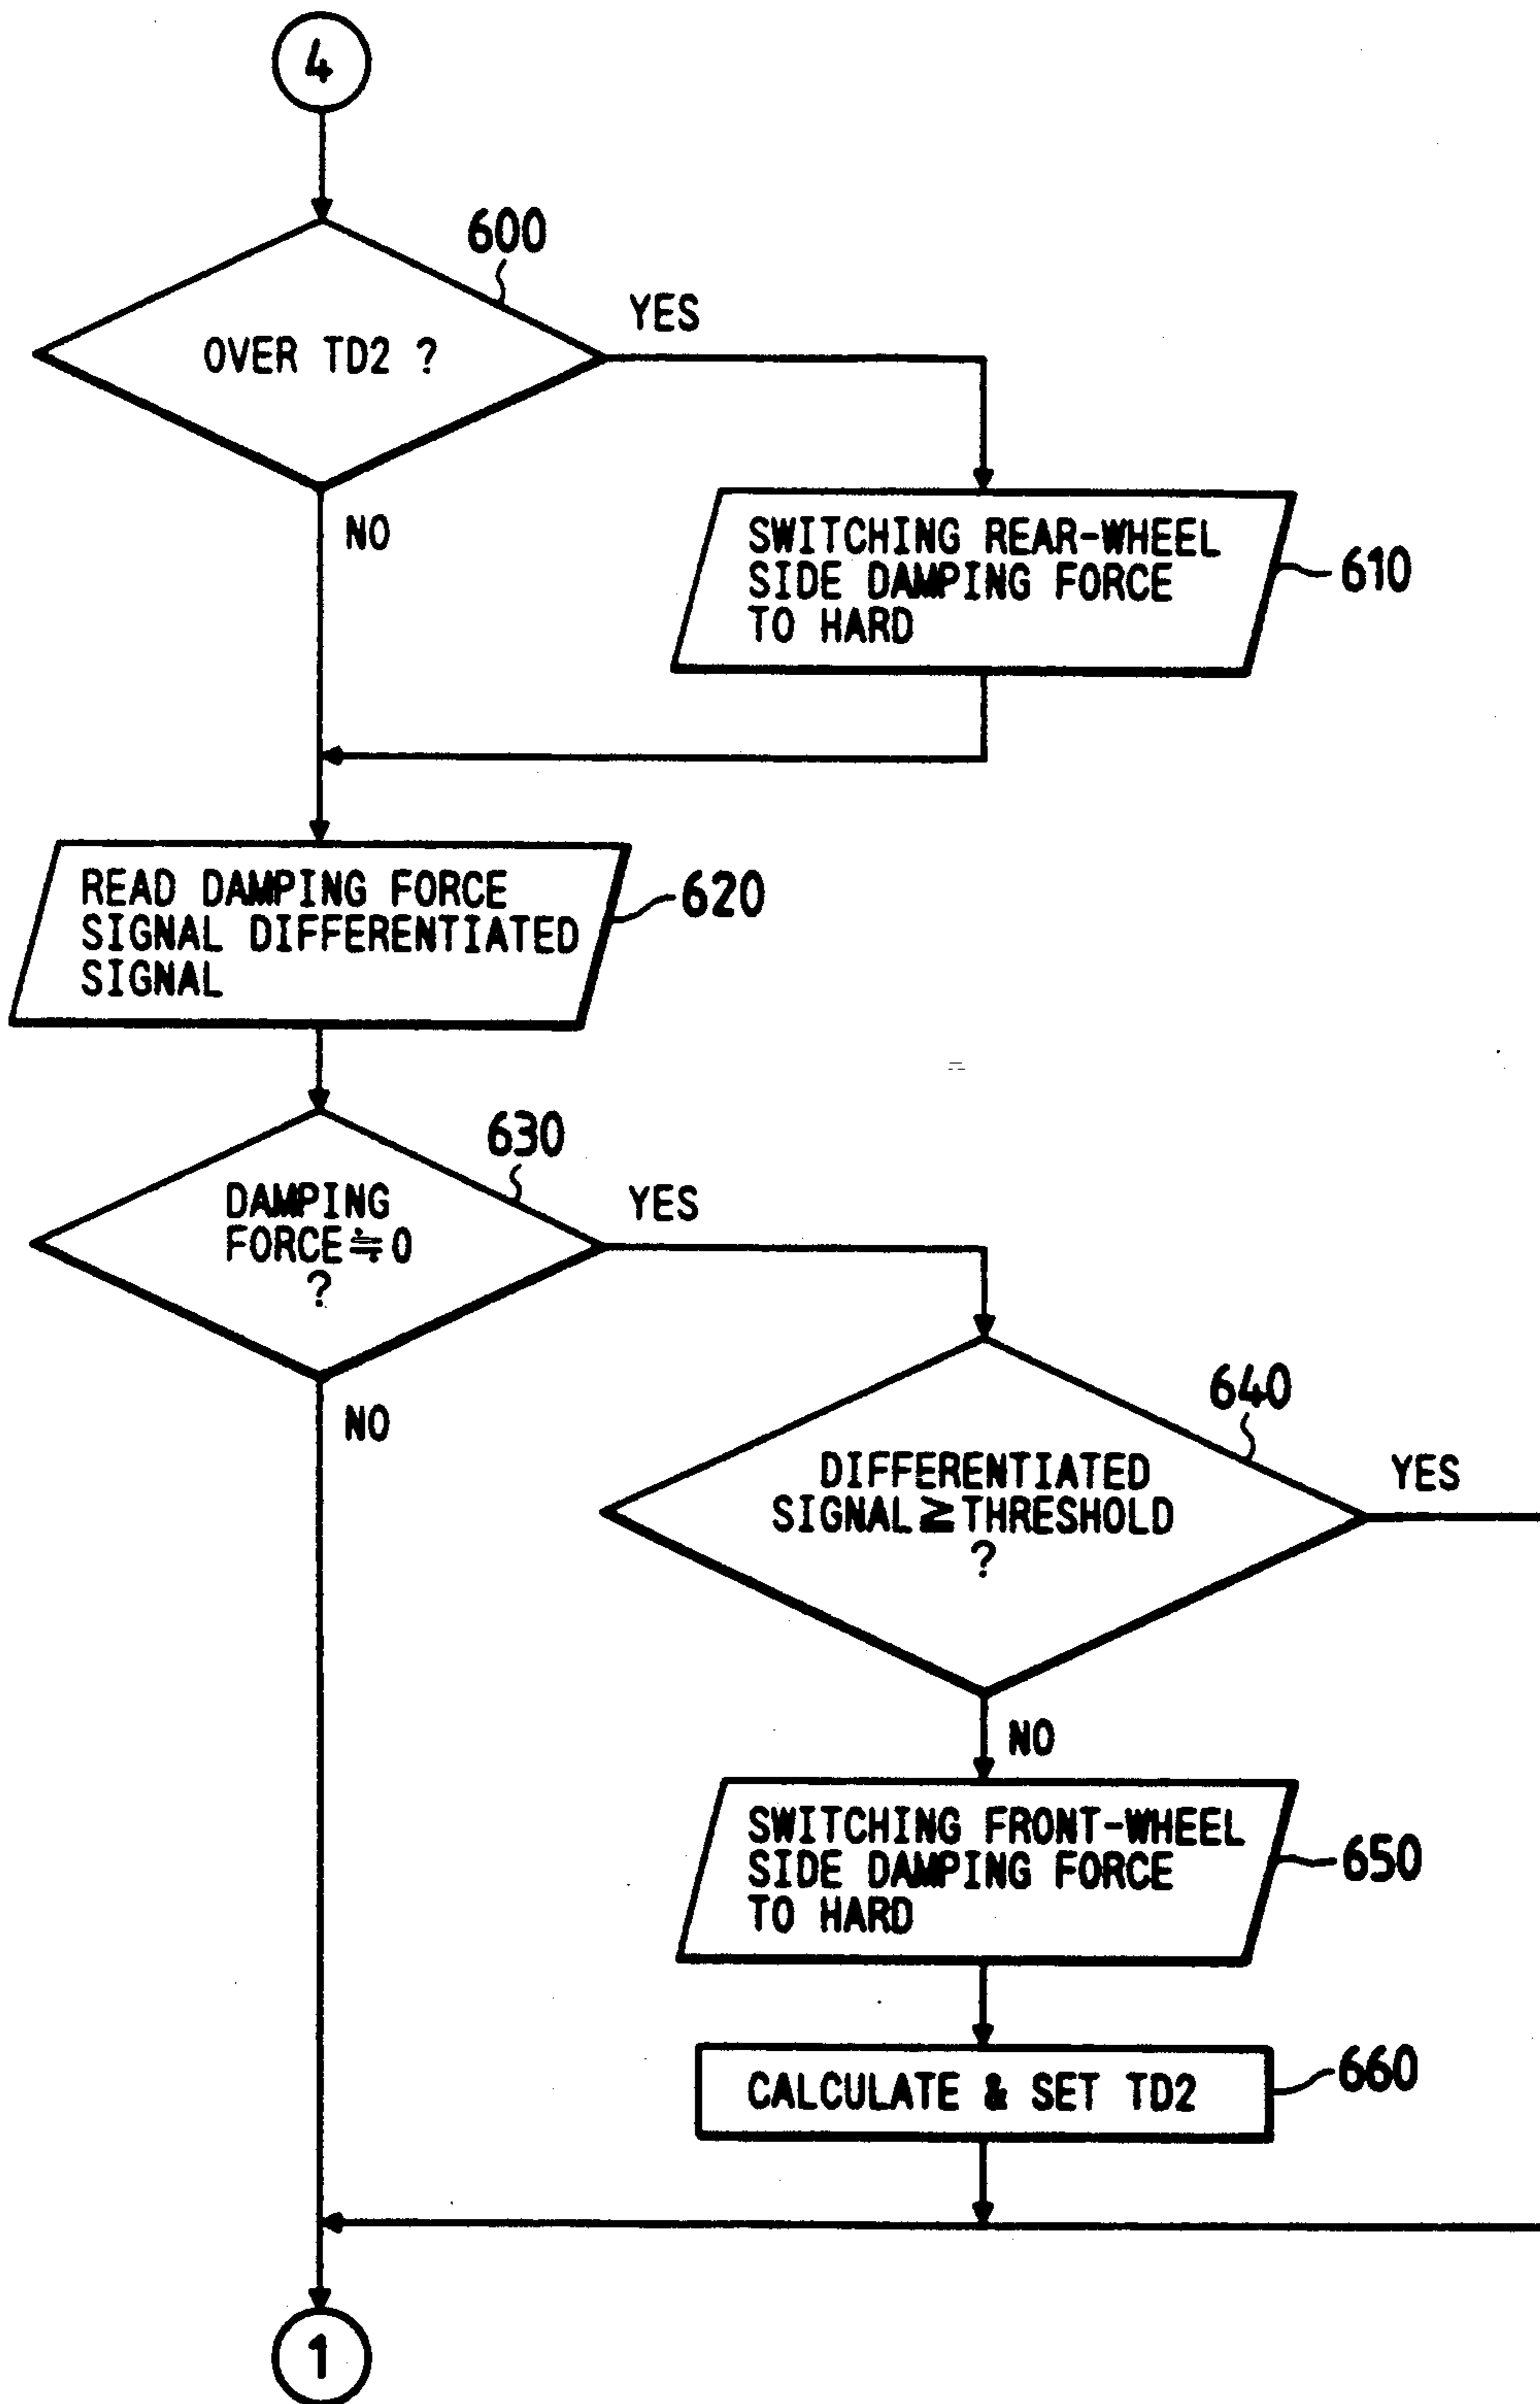 4
600
OVER TD2 ?
YES
NO
SWITCHING REAR-WHEEL
SIDE DAMPING FORCE
TO HARD
610
READ DAMPING FORCE
SIGNAL DIFFERENTIATED
SIGNAL
620
630
DAMPING
FORCE≒0
?
YES
NO
640
DIFFERENTIATED
SIGNAL≧THRESHOLD
?
YES
NO
SWITCHING FRONT-WHEEL
SIDE DAMPING FORCE
TO HARD
650
CALCULATE & SET TD2
660
1